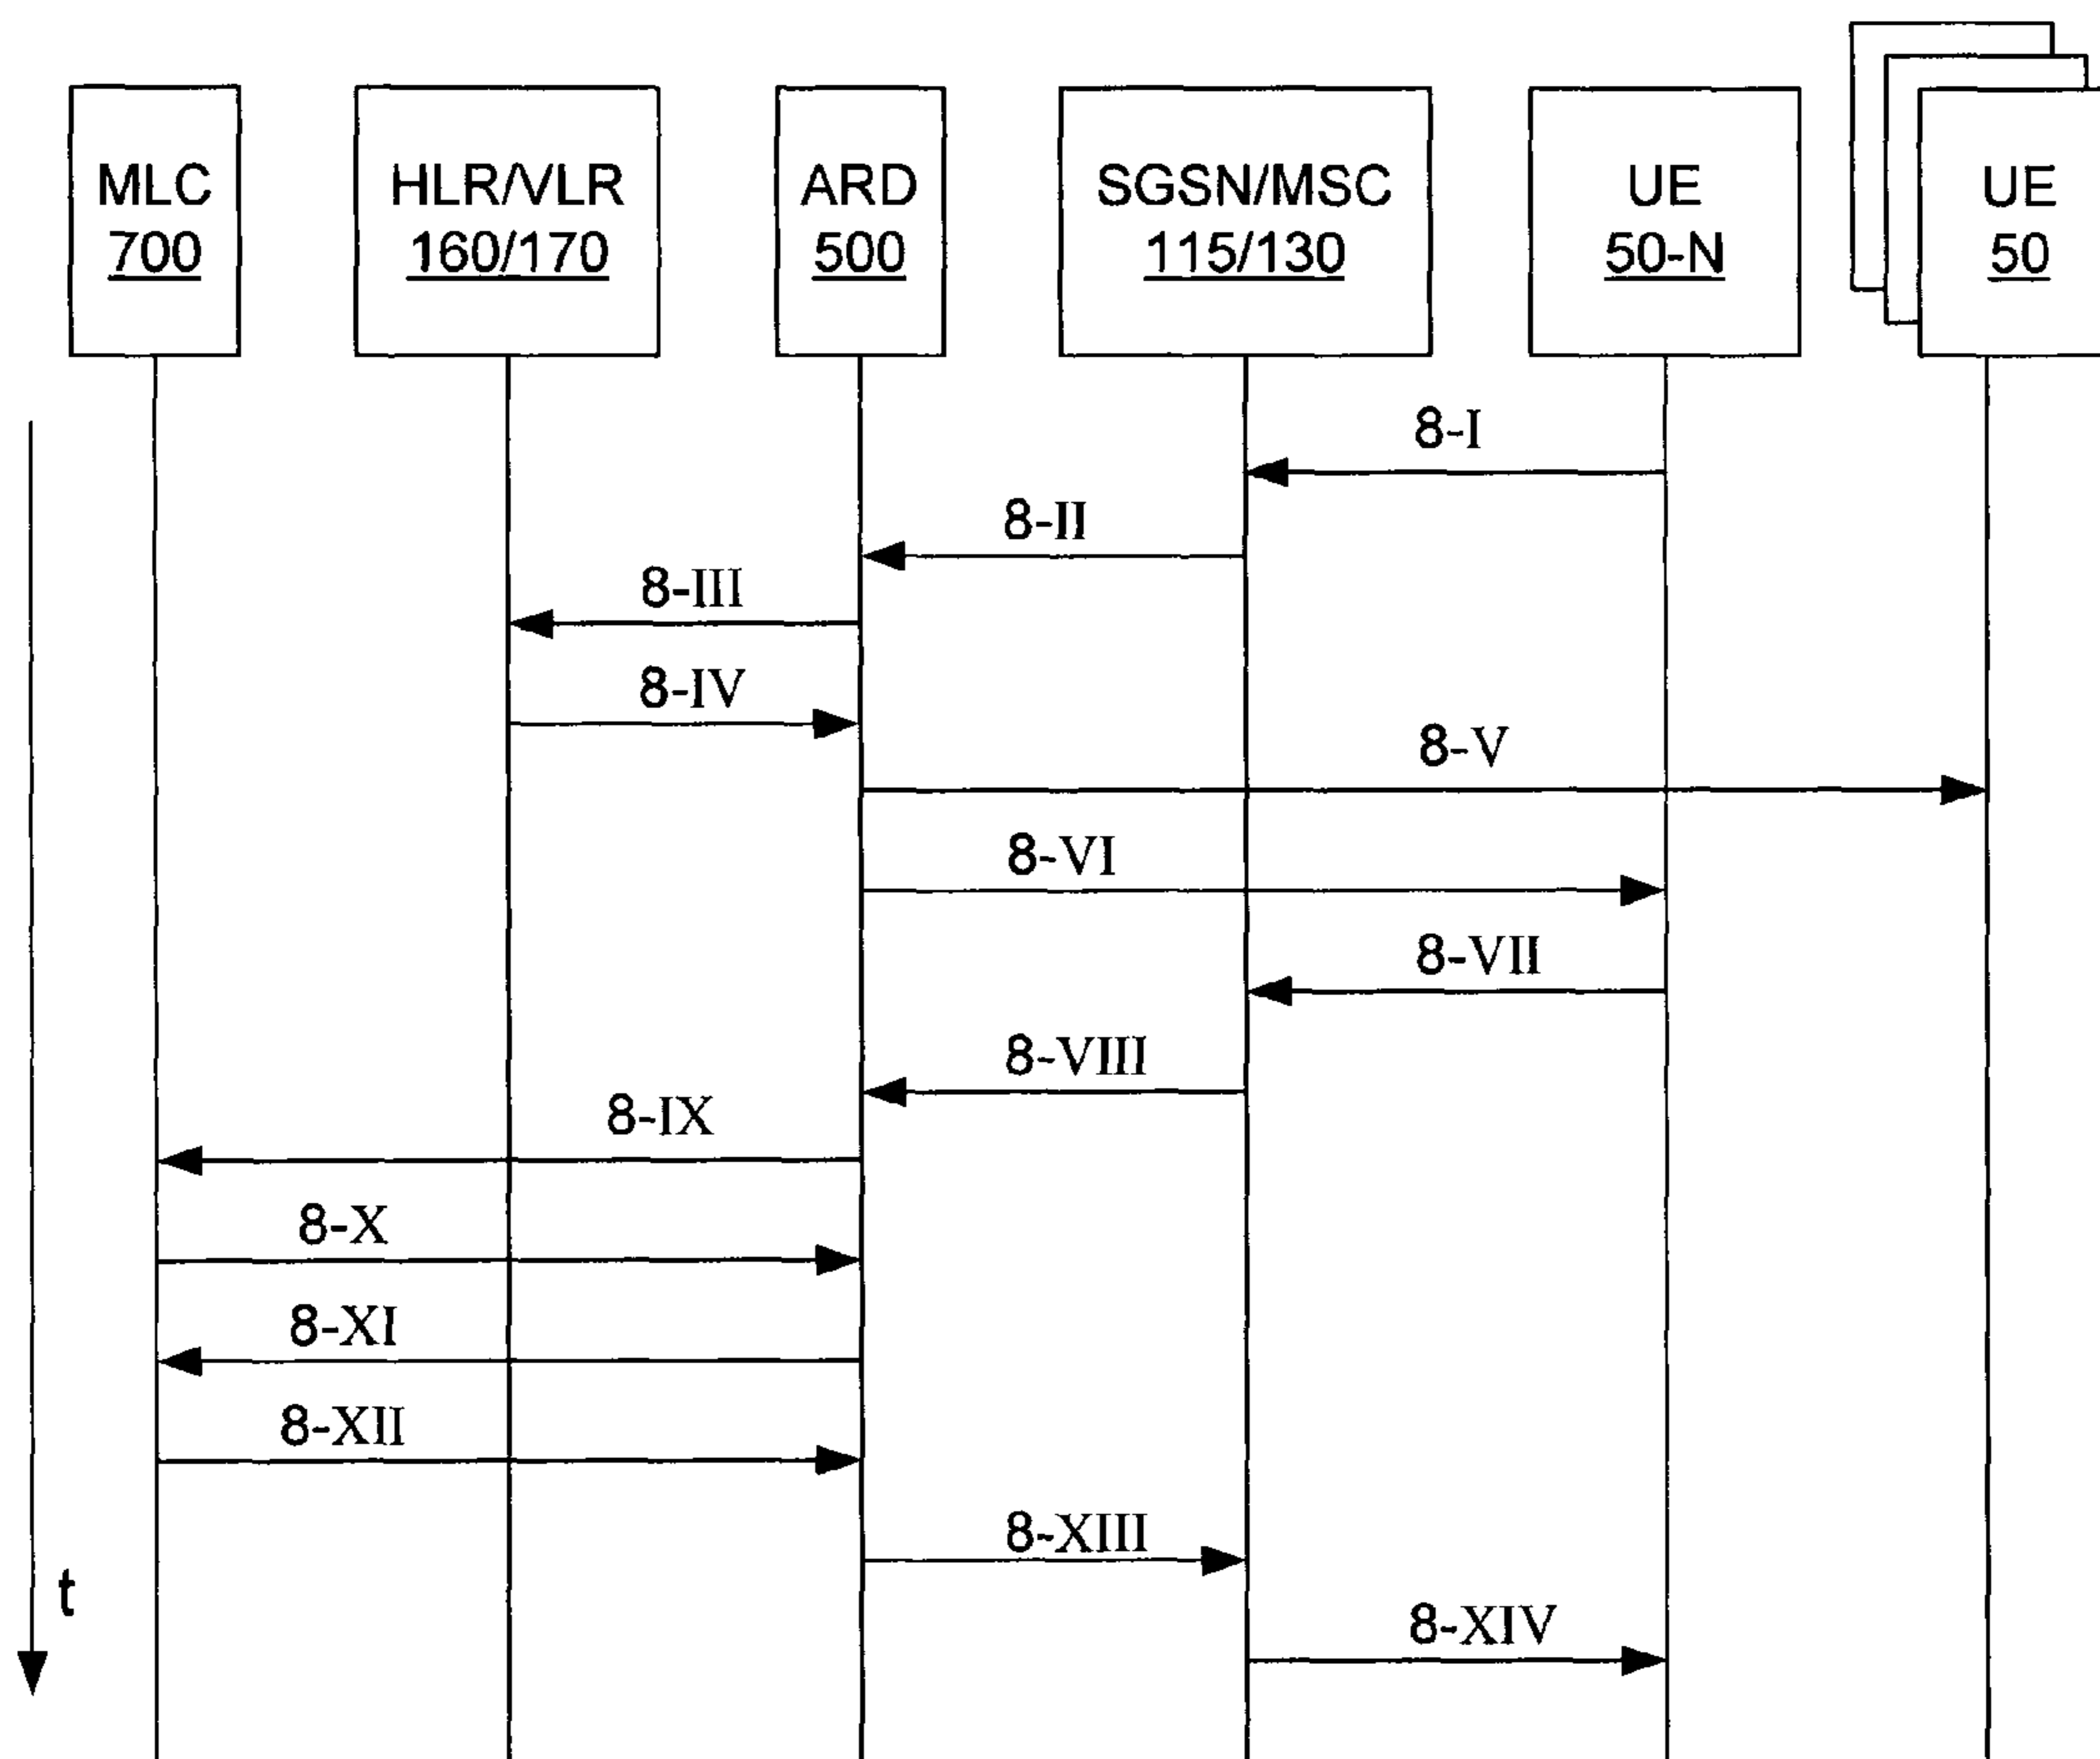 MLC
700
HLR/VLR
160/170
ARD
500
SGSN/MSC
115/130
UE
50-N
UE
50
8-I
8-II
8-III
8-IV
8-V
8-VI
8-VII
8-VIII
8-IX
8-X
8-XI
8-XII
8-XIII
t
8-XIV